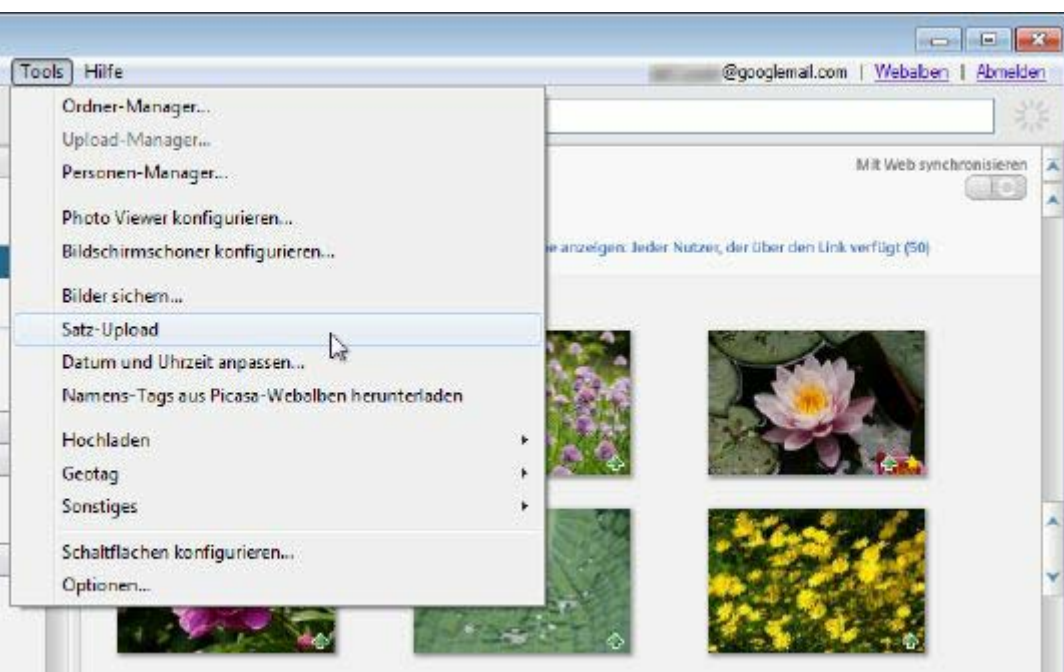 Tools Hilfe @googlemail.com | Webalben | Abmelden
Ordner-Manager...
Upload-Manager...
Personen-Manager...
Mit Web synchronisieren
Photo Viewer konfigurieren...
Bildschirmschoner konfigurieren...
anzeigen: Jeder Nutzer, der über den Link verfügt (50)
Bilder sichern...
Satz-Upload
Datum und Uhrzeit anpassen...
Namens-Tags aus Picasa-Webalben herunterladen
Hochladen
Geotag
Sonstiges
Schaltflächen konfigurieren...
Optionen...